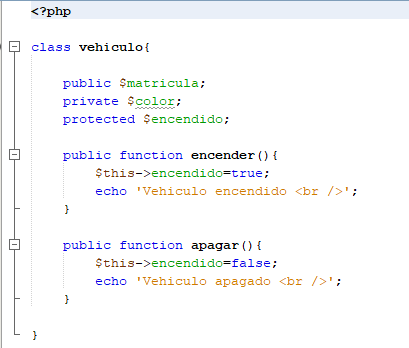 <?php
class vehiculo{
public $matricula;
private $color;
protected $encendido;
public function encender(){
$this->encendido=true;
echo 'Vehiculo encendido <br />';
}
public function apagar(){
$this->encendido=false;
echo 'Vehiculo apagado <br />';
}
}